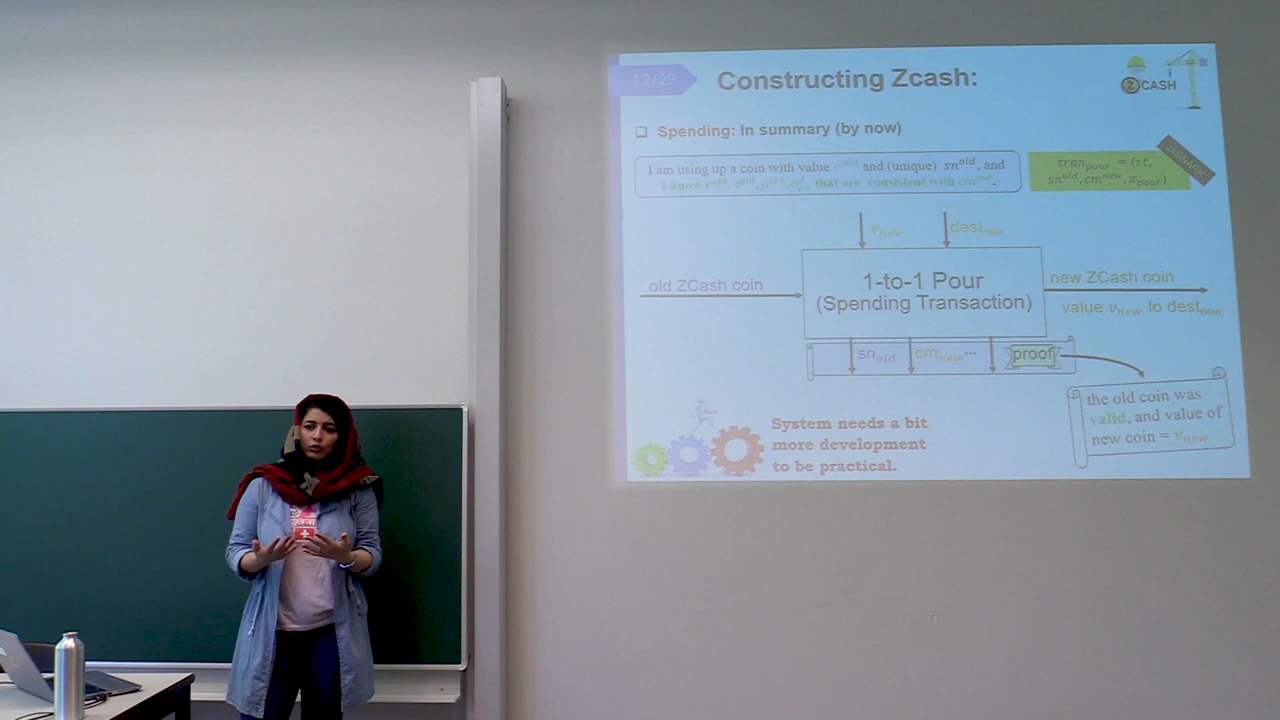 12/29
Constructing Zcash:
ZCASH
❑ Spending: In summary (by now)
I am using up a coin with value v^old and (unique) sn^old, and
I know r^old, s^old, ρ^old, a_pk^old that are consistent with cm^old.
tran_pour = (rt,
sn^old, cm^new, π_pour)
zkSNARK
v_new
dest_new
old ZCash coin
1-to-1 Pour
(Spending Transaction)
new ZCash coin
value v_new to dest_new
sn_old
cm_new...
proof
the old coin was
valid, and value of
new coin = v_new
System needs a bit
more development
to be practical.